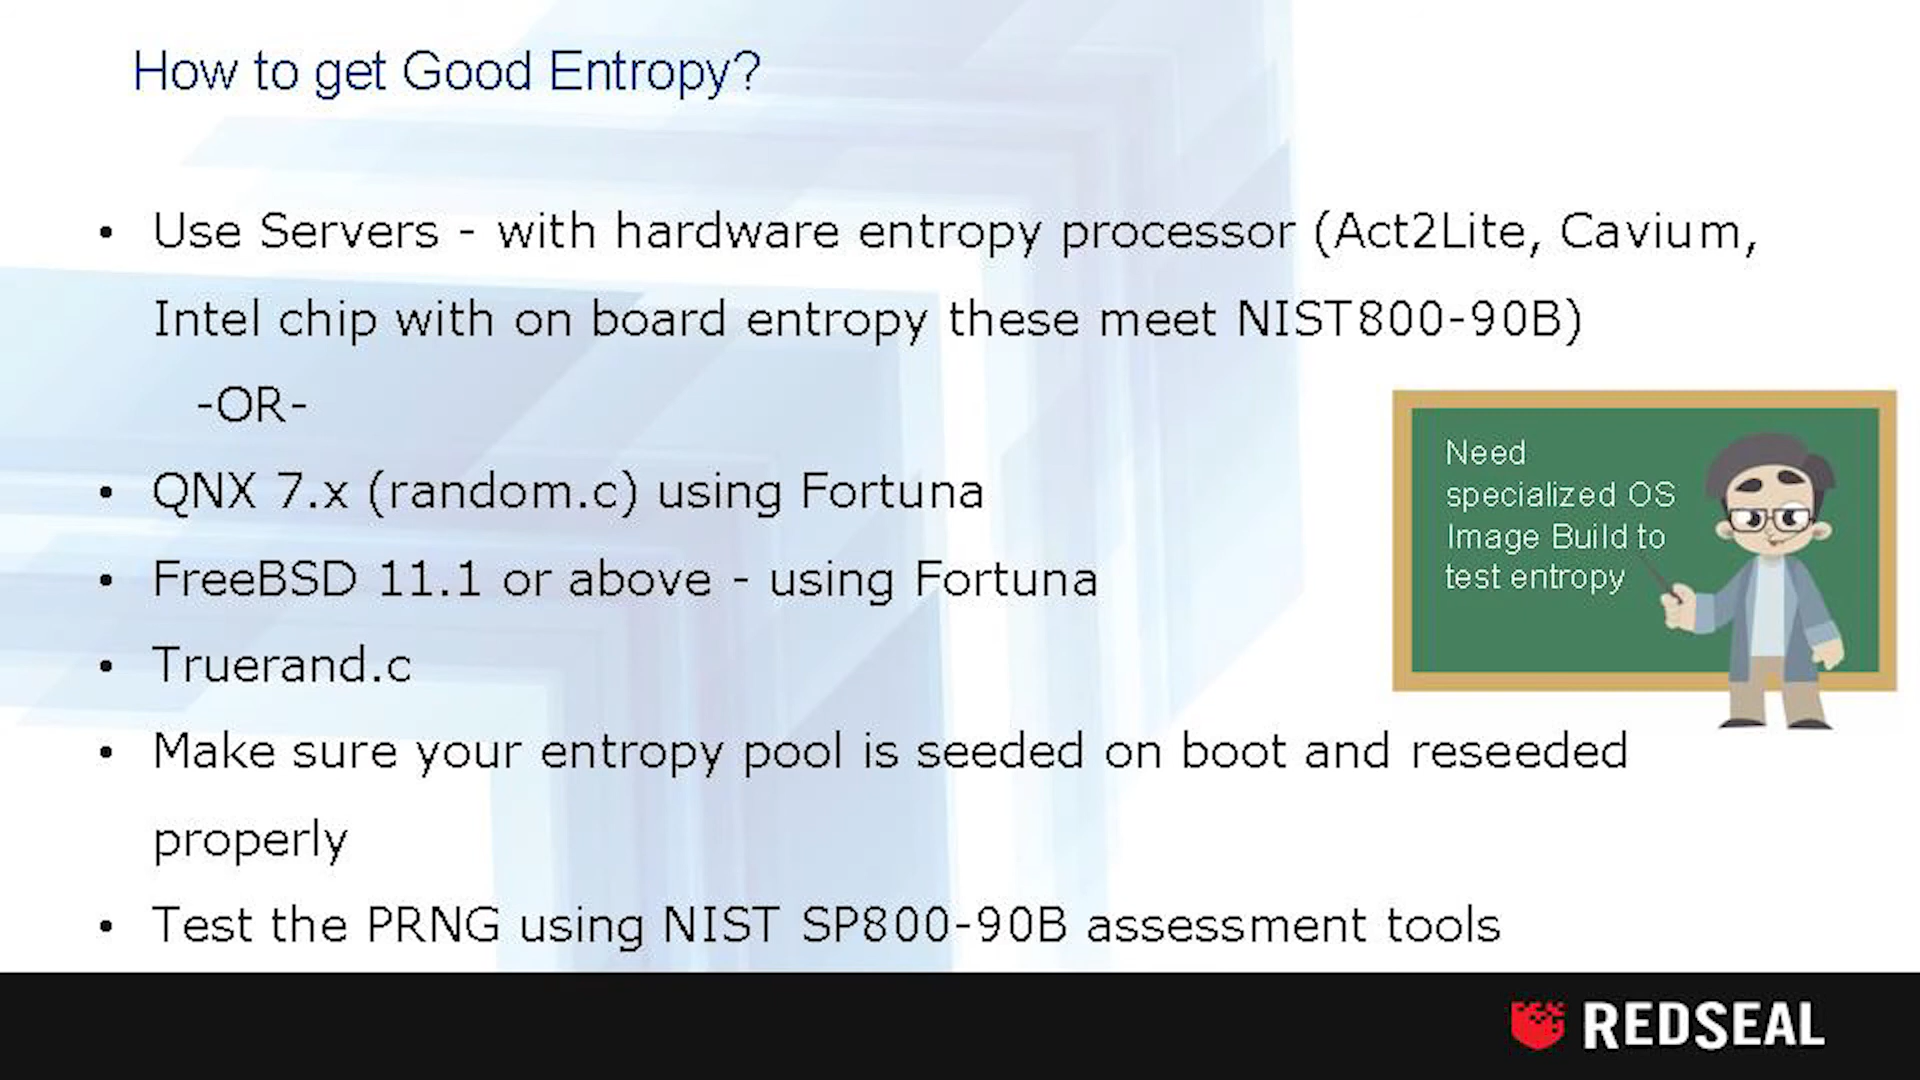 How to get Good Entropy?
• Use Servers - with hardware entropy processor (Act2Lite, Cavium,
Intel chip with on board entropy these meet NIST800-90B)
-OR-
• QNX 7.x (random.c) using Fortuna
• FreeBSD 11.1 or above - using Fortuna
• Truerand.c
• Make sure your entropy pool is seeded on boot and reseeded
properly
• Test the PRNG using NIST SP800-90B assessment tools
Need
specialized OS
Image Build to
test entropy
REDSEAL